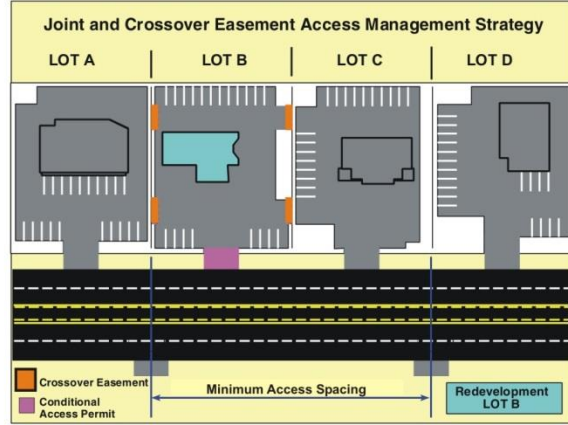 Joint and Crossover Easement Access Management Strategy
LOT A
LOT B
LOT C
LOT D
Crossover Easement
Conditional
Access Permit
Minimum Access Spacing
Redevelopment
LOT B